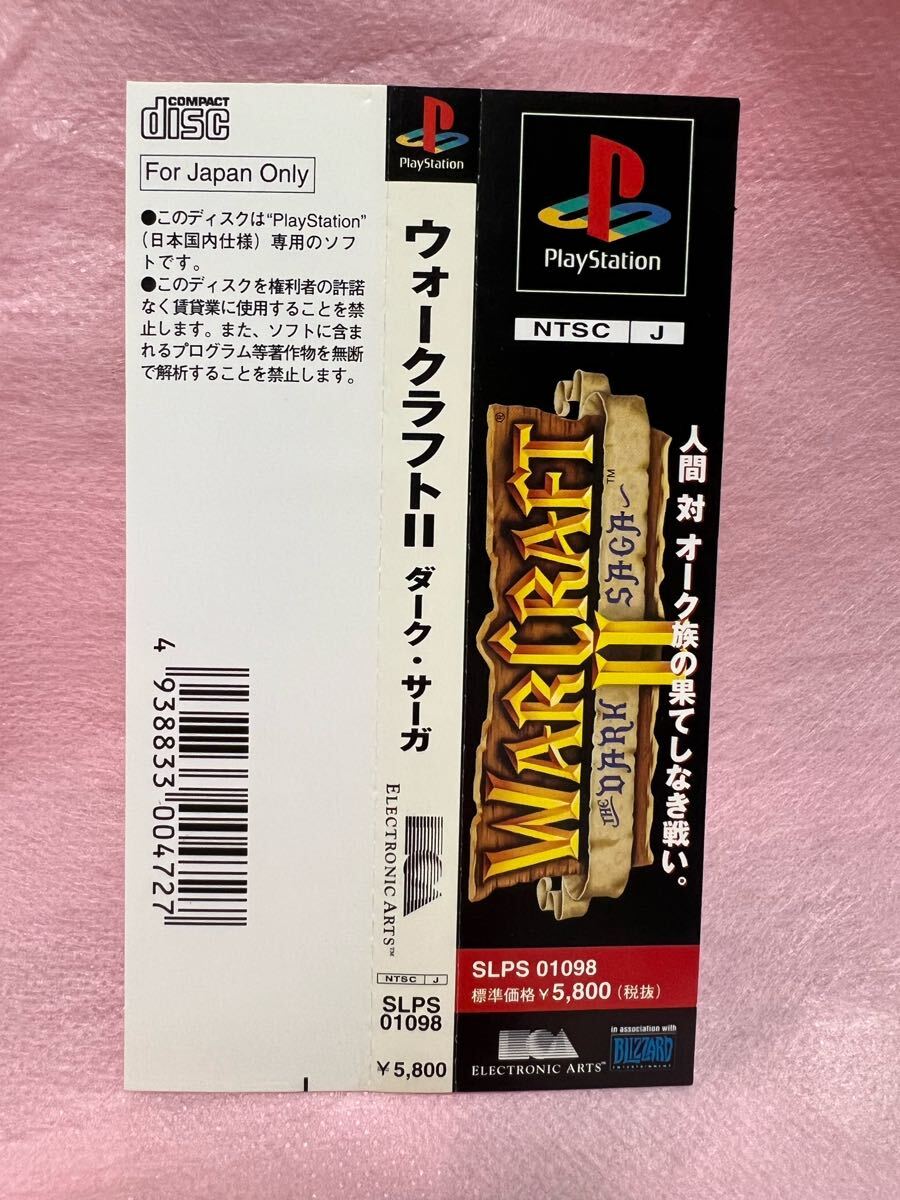 COMPACT
disc
For Japan Only
●このディスクは“PlayStation”
（日本国内仕様）専用のソフ
トです。
●このディスクを権利者の許諾
なく賃貸業に使用することを禁
止します。また、ソフトに含ま
れるプログラム等著作物を無断
で解析することを禁止します。
4 938833 004727
PlayStation
ウォークラフトII ダーク・サーガ
ELECTRONIC ARTS™
NTSC J
SLPS
01098
￥5,800
PlayStation
NTSC J
人間 対 オーク族の果てしなき戦い。
WARCRAFT®
II
THE DARK SAGA™
SLPS 01098
標準価格￥5,800（税抜）
ELECTRONIC ARTS™
in association with
BLIZZARD
ENTERTAINMENT